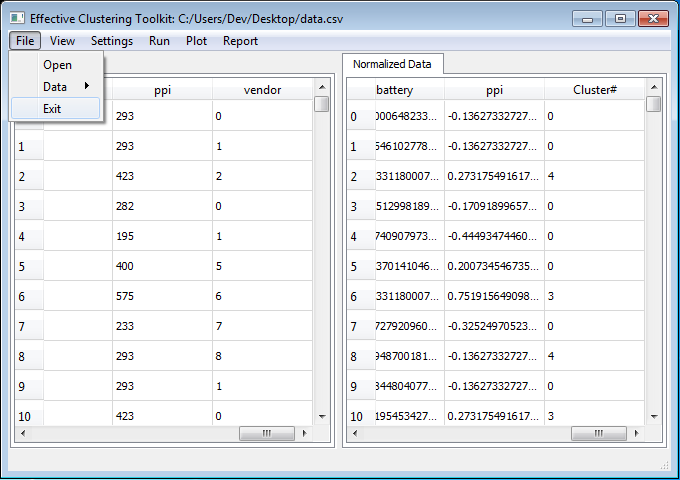 Effective Clustering Toolkit: C:/Users/Dev/Desktop/data.csv
File View Settings Run Plot Report
Open
Data
Exit
Normalized Data
ppi vendor
battery ppi Cluster#
293 0
0 000648233... -0.13627332727... 0
1 293 1
1 546102778... -0.13627332727... 0
2 423 2
2 331180007... 0.273175491617... 4
3 282 0
3 512998189... -0.17091899657... 0
4 195 1
4 740907973... -0.44493474460... 0
5 400 5
5 370141046... 0.200734546735... 0
6 575 6
6 331180007... 0.751915649098... 3
7 233 7
7 727920960... -0.32524970523... 0
8 293 8
8 948700181... -0.13627332727... 4
9 293 1
9 344804077... -0.13627332727... 0
10 423 0
10 195453427... 0.273175491617... 3